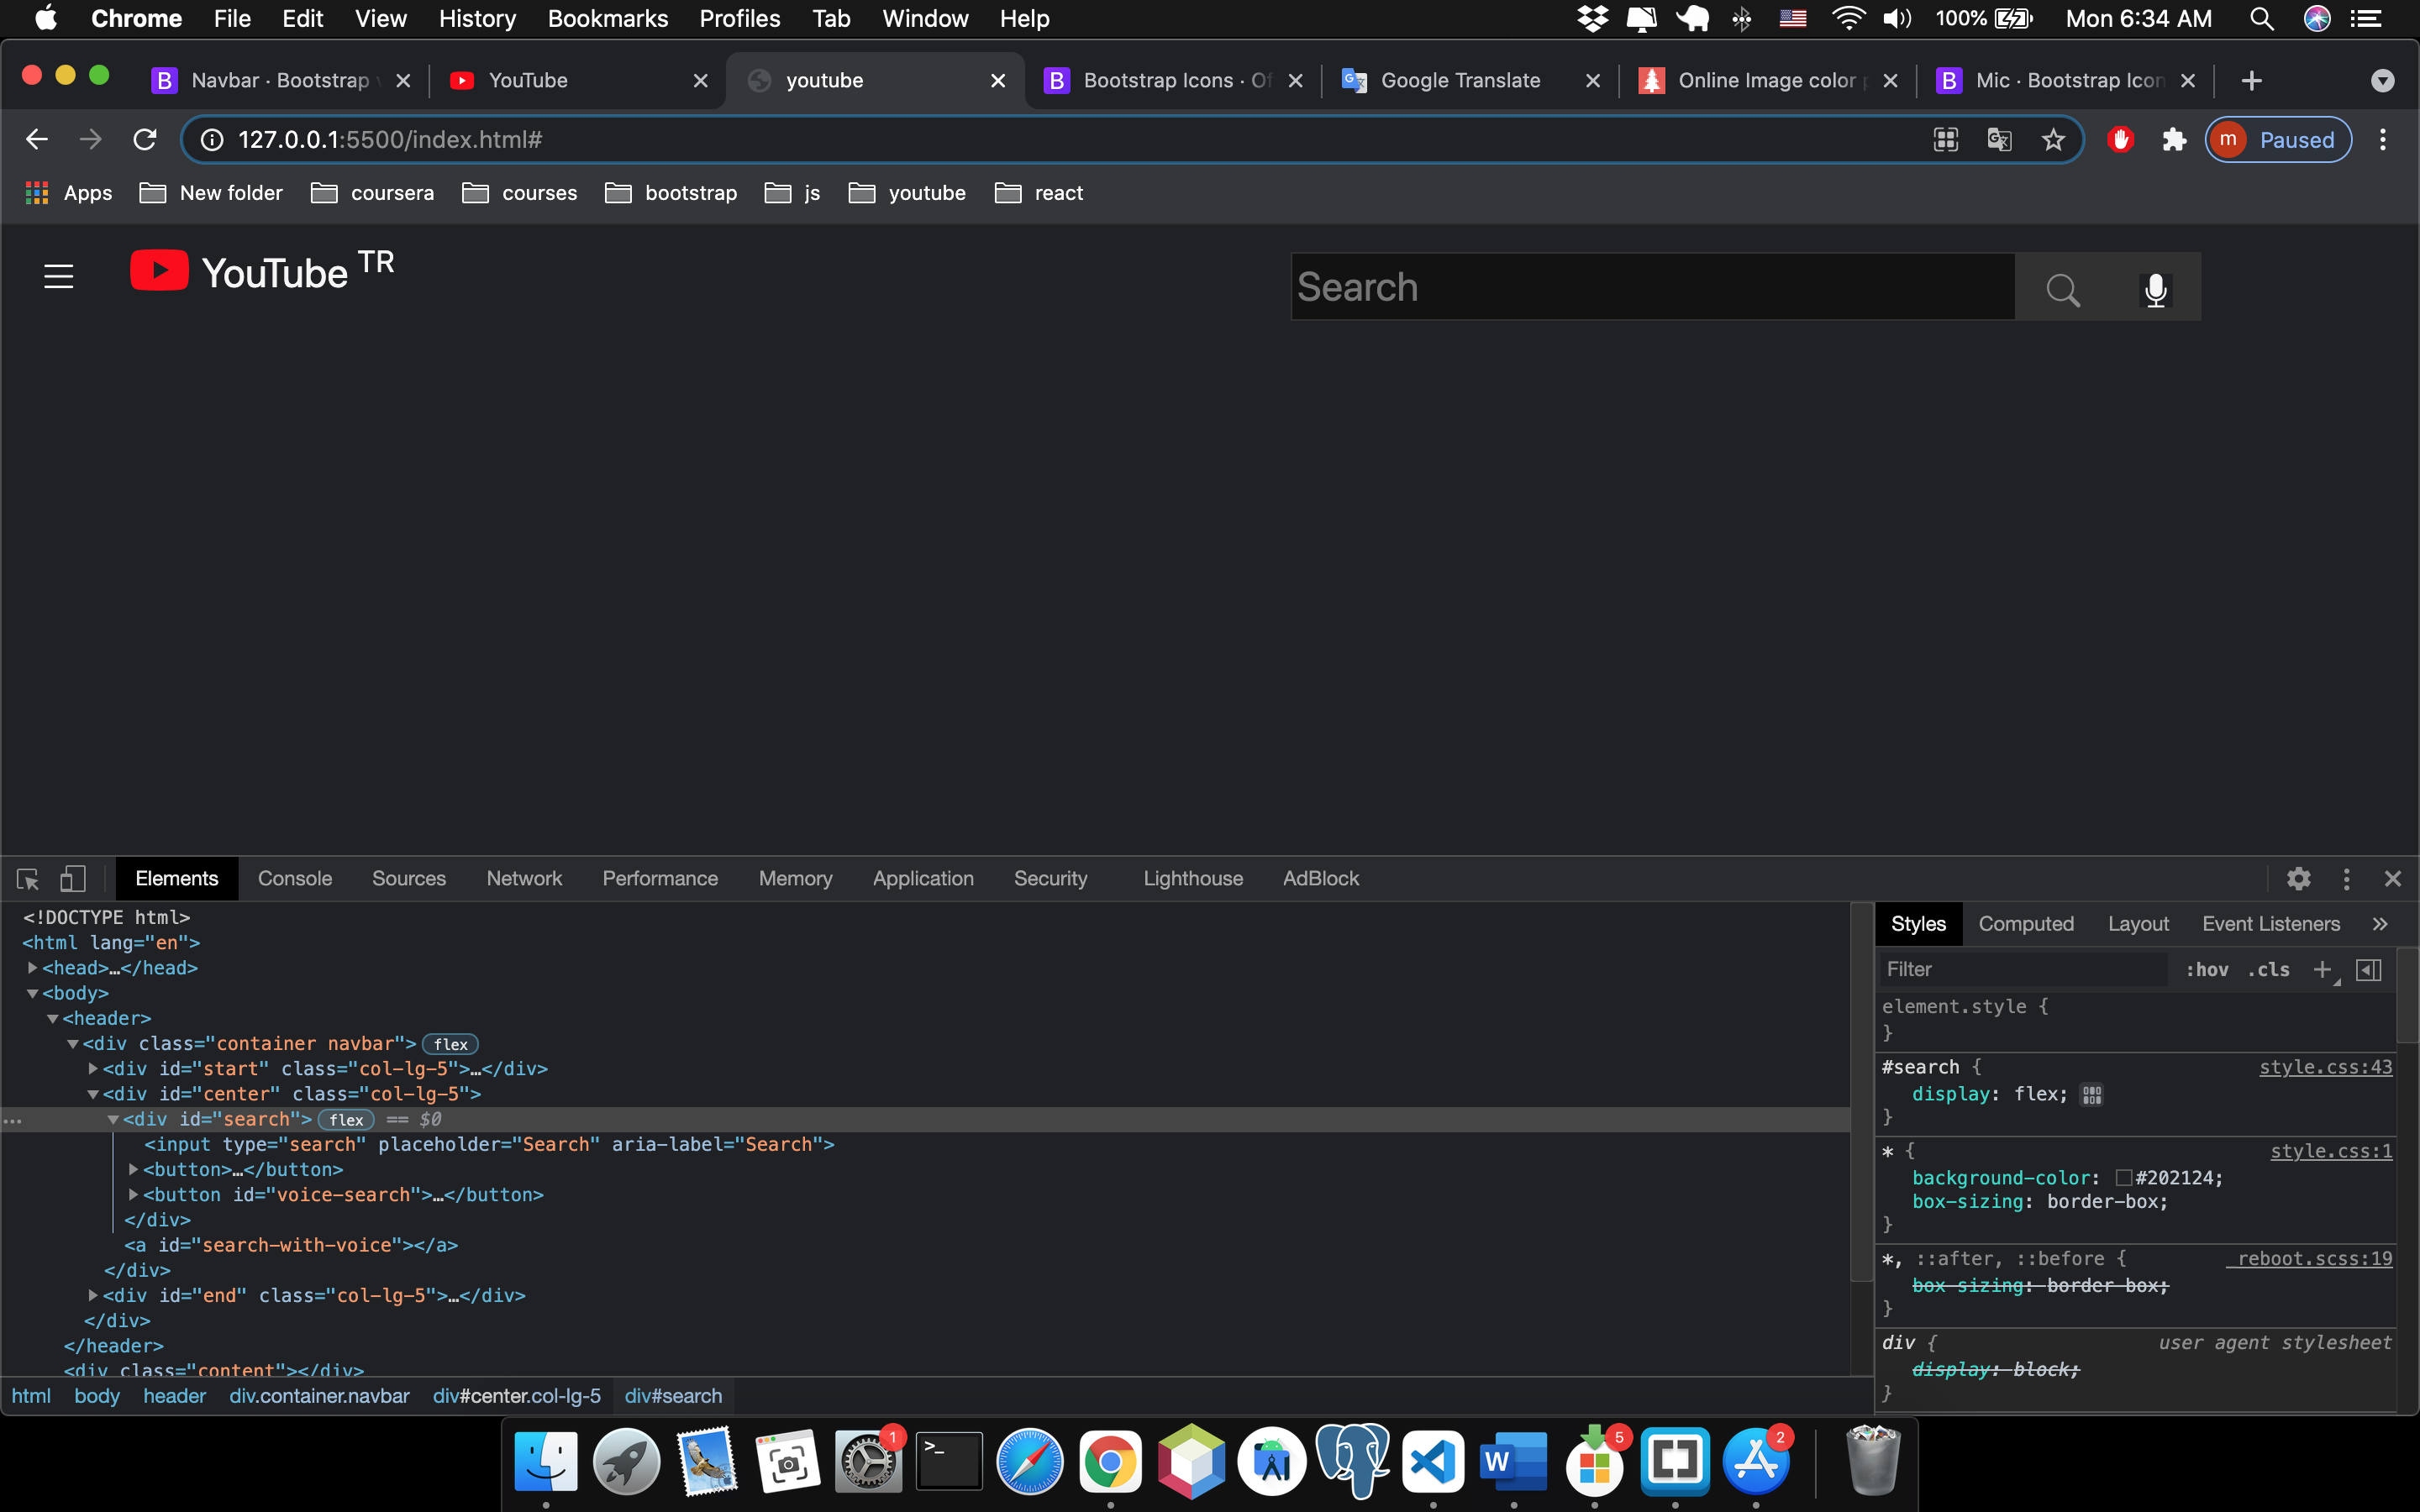 Chrome File Edit View History Bookmarks Profiles Tab Window Help 100% Mon 6:34 AM
Navbar · Bootstrap YouTube youtube Bootstrap Icons · Of Google Translate Online Image color Mic · Bootstrap Icon
127.0.0.1:5500/index.html# m Paused
Apps New folder coursera courses bootstrap js youtube react
YouTube TR Search
Elements Console Sources Network Performance Memory Application Security Lighthouse AdBlock
<!DOCTYPE html>
<html lang="en">
<head>…</head>
<body>
<header>
<div class="container navbar"> flex
<div id="start" class="col-lg-5">…</div>
<div id="center" class="col-lg-5">
… <div id="search"> flex == $0
<input type="search" placeholder="Search" aria-label="Search">
<button>…</button>
<button id="voice-search">…</button>
</div>
<a id="search-with-voice"></a>
</div>
<div id="end" class="col-lg-5">…</div>
</div>
</header>
<div class="content"></div>
html body header div.container.navbar div#center.col-lg-5 div#search
Styles Computed Layout Event Listeners »
Filter :hov .cls +
element.style {
}
#search { style.css:43
display: flex;
}
* { style.css:1
background-color: #202124;
box-sizing: border-box;
}
*, ::after, ::before { _reboot.scss:19
box-sizing: border-box;
}
div { user agent stylesheet
display: block;
}
1 >_ W 5 2